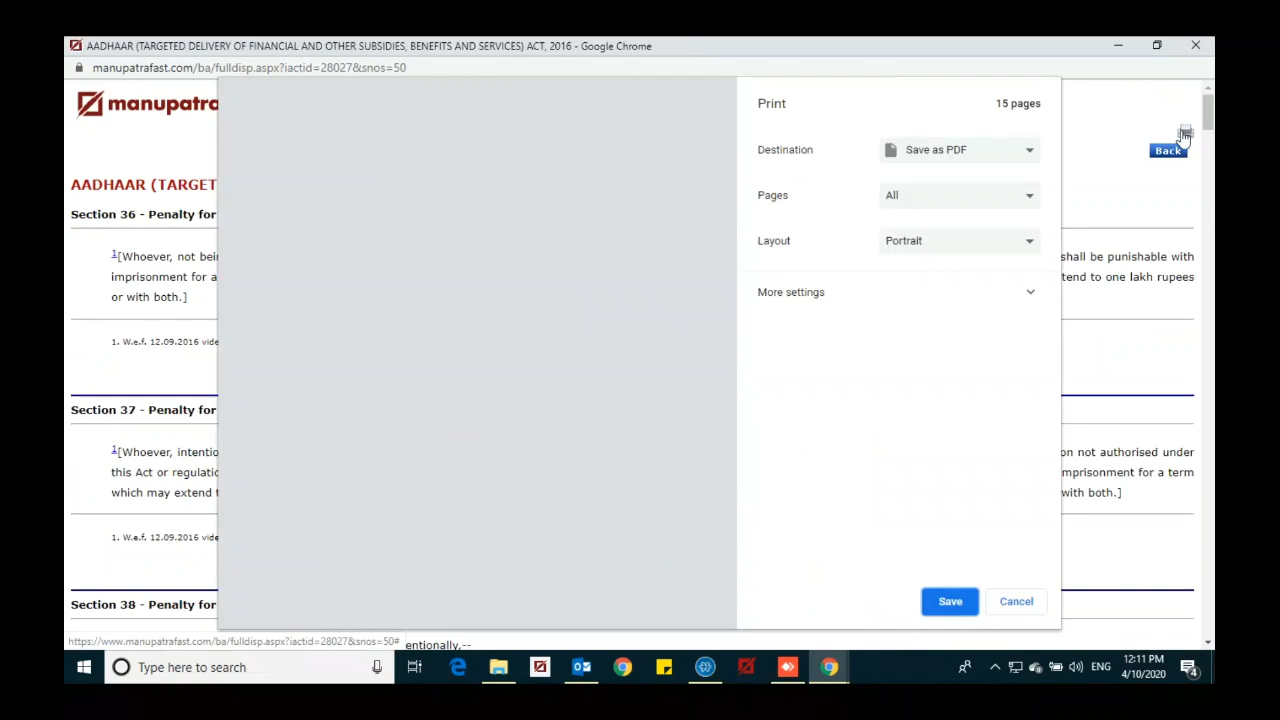 AADHAAR (TARGETED DELIVERY OF FINANCIAL AND OTHER SUBSIDIES, BENEFITS AND SERVICES) ACT, 2016 - Google Chrome
manupatrafast.com/ba/fulldisp.aspx?iactid=28027&snos=50
manupatra
Print 15 pages
Destination Save as PDF
Back
AADHAAR (TARGET
Pages All
Section 36 - Penalty for
Layout Portrait
1[Whoever, not bei shall be punishable with
imprisonment for a tend to one lakh rupees
or with both.]
More settings
1. W.e.f. 12.09.2016 vide
Section 37 - Penalty for
1[Whoever, intentio on not authorised under
this Act or regulatio imprisonment for a term
which may extend t with both.]
1. W.e.f. 12.09.2016 vide
Section 38 - Penalty for
Save Cancel
https://www.manupatrafast.com/ba/fulldisp.aspx?iactid=28027&snos=50#
entionally,--
Type here to search
ENG
12:11 PM
4/10/2020
4